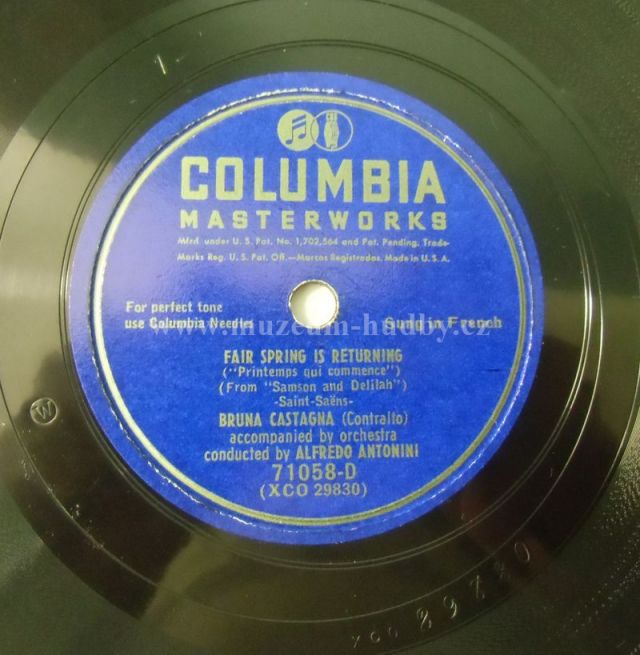 COLUMBIA
MASTERWORKS
Mfrd. under U. S. Pat. No. 1,702,564 and Pat. Pending. Trade-
Marks Reg. U. S. Pat. Off.—Marcas Registradas. Made in U. S. A.
For perfect tone
use Columbia Needles
Sung in French
www.muzeum-hudby.cz
FAIR SPRING IS RETURNING
("Printemps qui commence")
(From "Samson and Delilah")
-Saint-Saëns-
BRUNA CASTAGNA (Contralto)
accompanied by orchestra
conducted by ALFREDO ANTONINI
71058-D
(XCO 29830)
W
XCO 29830